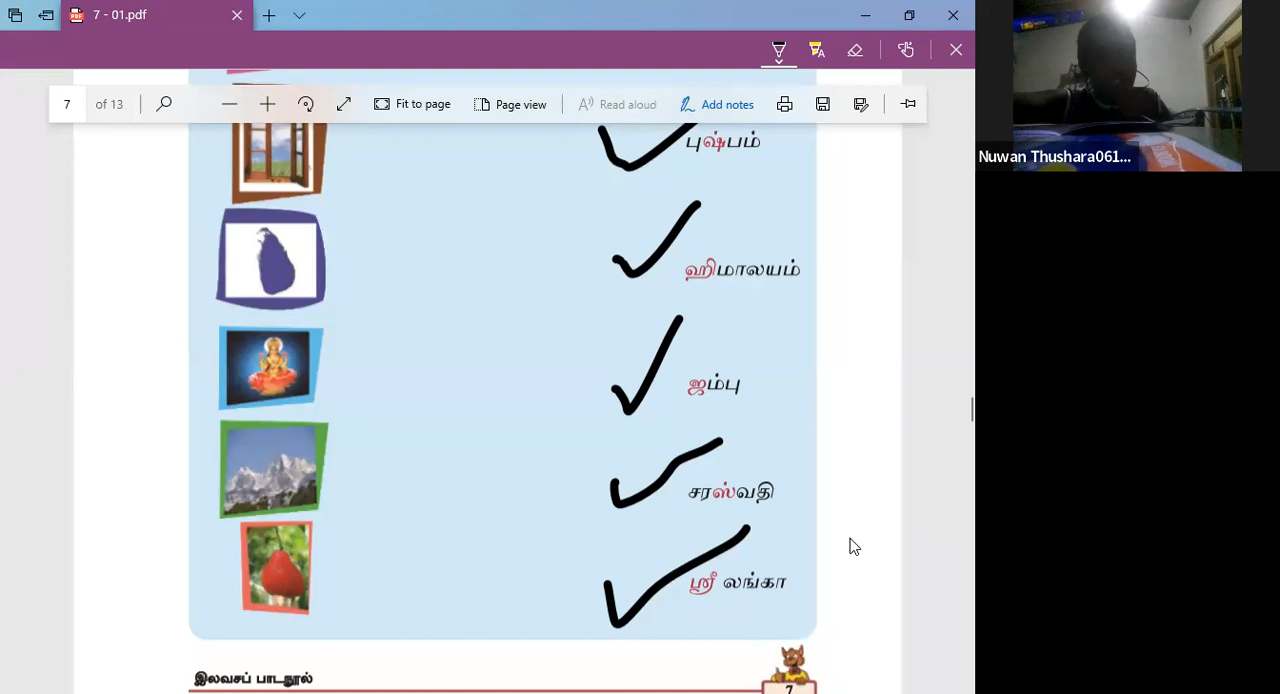 7 - 01.pdf
7 of 13
Fit to page
Page view
Read aloud
Add notes
புஷ்பம்
ஹிமாலயம்
ஜம்பு
சரஸ்வதி
ஸ்ரீ லங்கா
இலவசப் பாடநூல்
7
Nuwan Thushara061...